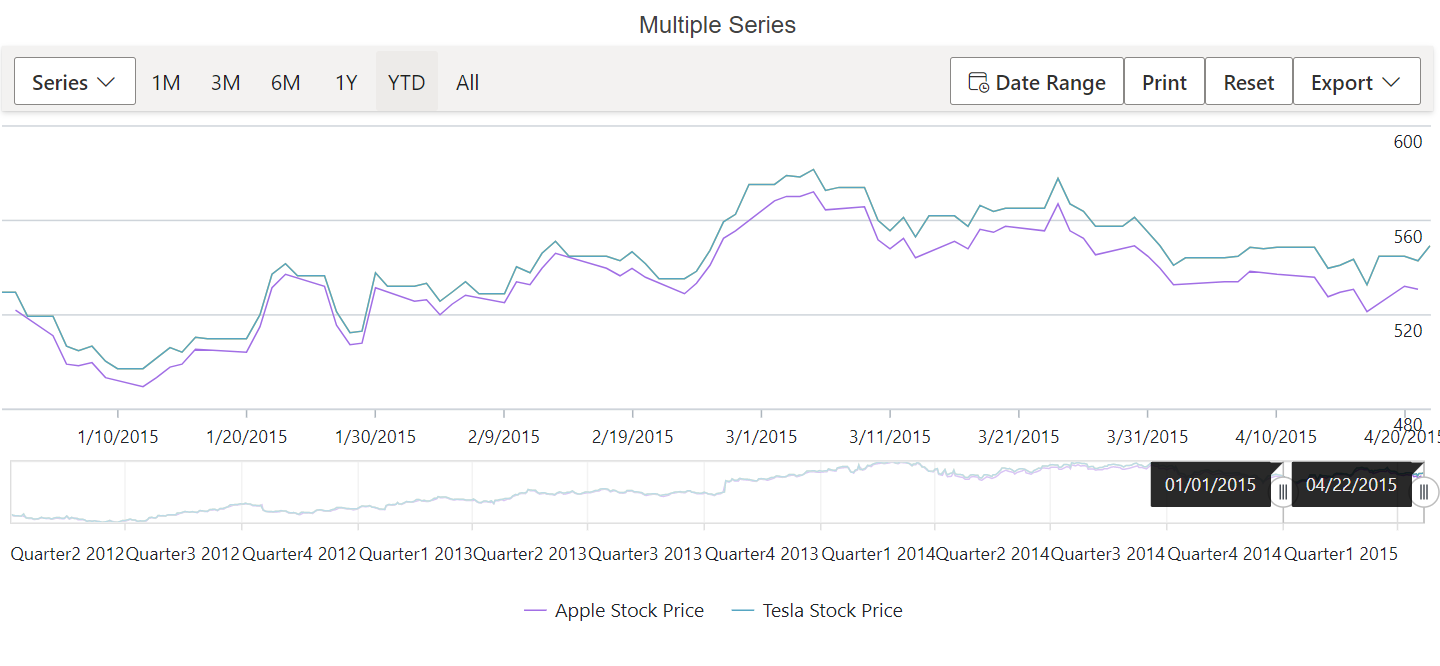 Multiple Series
Series 1M 3M 6M 1Y YTD All Date Range Print Reset Export
600
560
520
480
1/10/2015 1/20/2015 1/30/2015 2/9/2015 2/19/2015 3/1/2015 3/11/2015 3/21/2015 3/31/2015 4/10/2015 4/20/2015
01/01/2015 04/22/2015
Quarter2 2012 Quarter3 2012 Quarter4 2012 Quarter1 2013 Quarter2 2013 Quarter3 2013 Quarter4 2013 Quarter1 2014 Quarter2 2014 Quarter3 2014 Quarter4 2014 Quarter1 2015
Apple Stock Price Tesla Stock Price